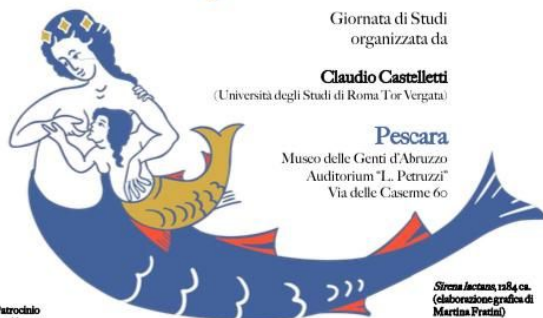 Giornata di Studi
organizzata da
Claudio Castelletti
(Università degli Studi di Roma Tor Vergata)
Pescara
Museo delle Genti d'Abruzzo
Auditorium "L. Petruzzi"
Via delle Caserme 60
Sirena lactans, 1284 ca.
(elaborazione grafica di
Martina Fratini)
Patrocinio